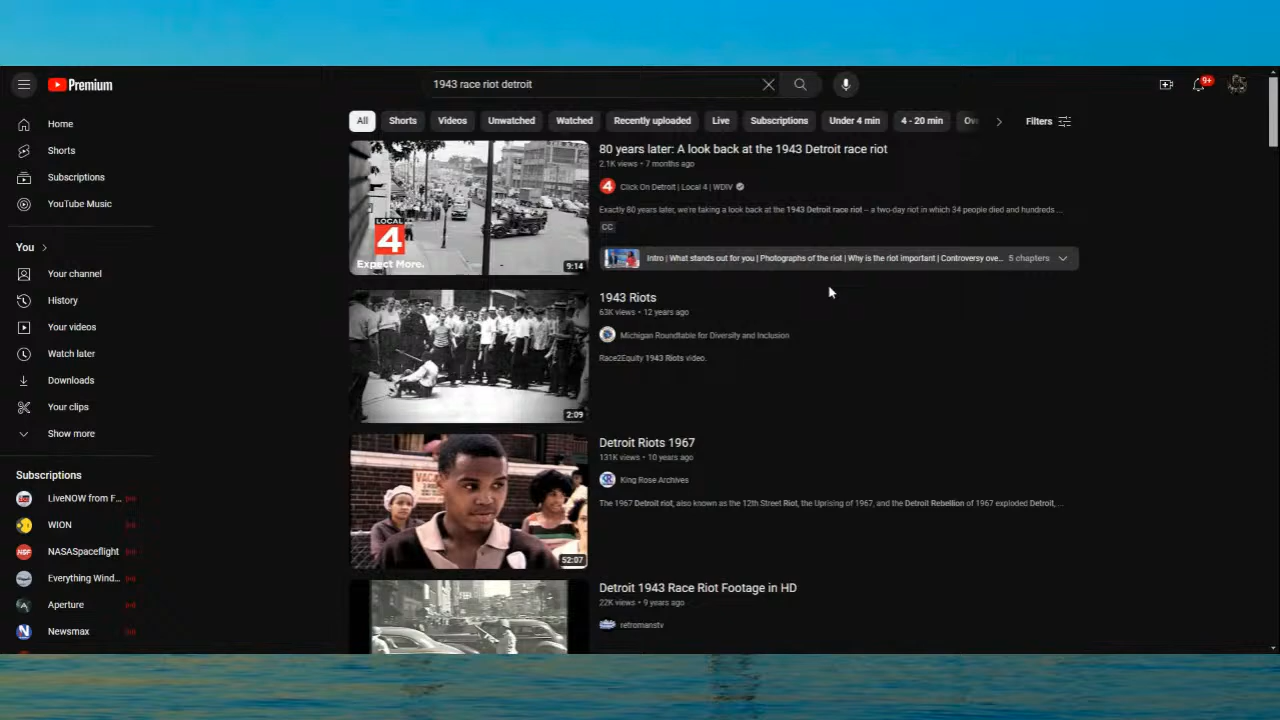 Premium
1943 race riot detroit
9+
Home
Shorts
Subscriptions
YouTube Music
You
Your channel
History
Your videos
Watch later
Downloads
Your clips
Show more
Subscriptions
LiveNOW from F...
WION
NASASpaceflight
Everything Wind...
Aperture
Newsmax
All
Shorts
Videos
Unwatched
Watched
Recently uploaded
Live
Subscriptions
Under 4 min
4 - 20 min
Ov
Filters
LOCAL
4
Expect More.
9:14
80 years later: A look back at the 1943 Detroit race riot
2.1K views • 7 months ago
Click On Detroit | Local 4 | WDIV
Exactly 80 years later, we're taking a look back at the 1943 Detroit race riot – a two-day riot in which 34 people died and hundreds ...
CC
Intro | What stands out for you | Photographs of the riot | Why is the riot important | Controversy ove... 5 chapters
2:09
1943 Riots
63K views • 12 years ago
Michigan Roundtable for Diversity and Inclusion
Race2Equity 1943 Riots video.
52:07
Detroit Riots 1967
131K views • 10 years ago
King Rose Archives
The 1967 Detroit riot, also known as the 12th Street Riot, the Uprising of 1967, and the Detroit Rebellion of 1967 exploded Detroit, ...
Detroit 1943 Race Riot Footage in HD
22K views • 9 years ago
retromanstv